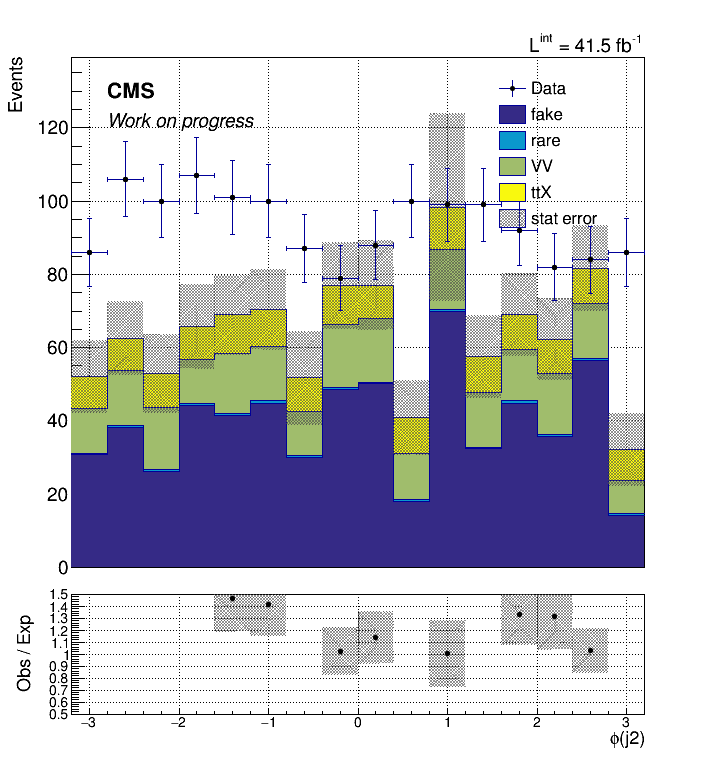 L^int = 41.5 fb^-1
Events
CMS
Work on progress
Data
fake
rare
VV
ttX
stat error
120
100
80
60
40
20
0
Obs / Exp
1.5
1.4
1.3
1.2
1.1
1
0.9
0.8
0.7
0.6
0.5
−3 −2 −1 0 1 2 3
ϕ(j2)